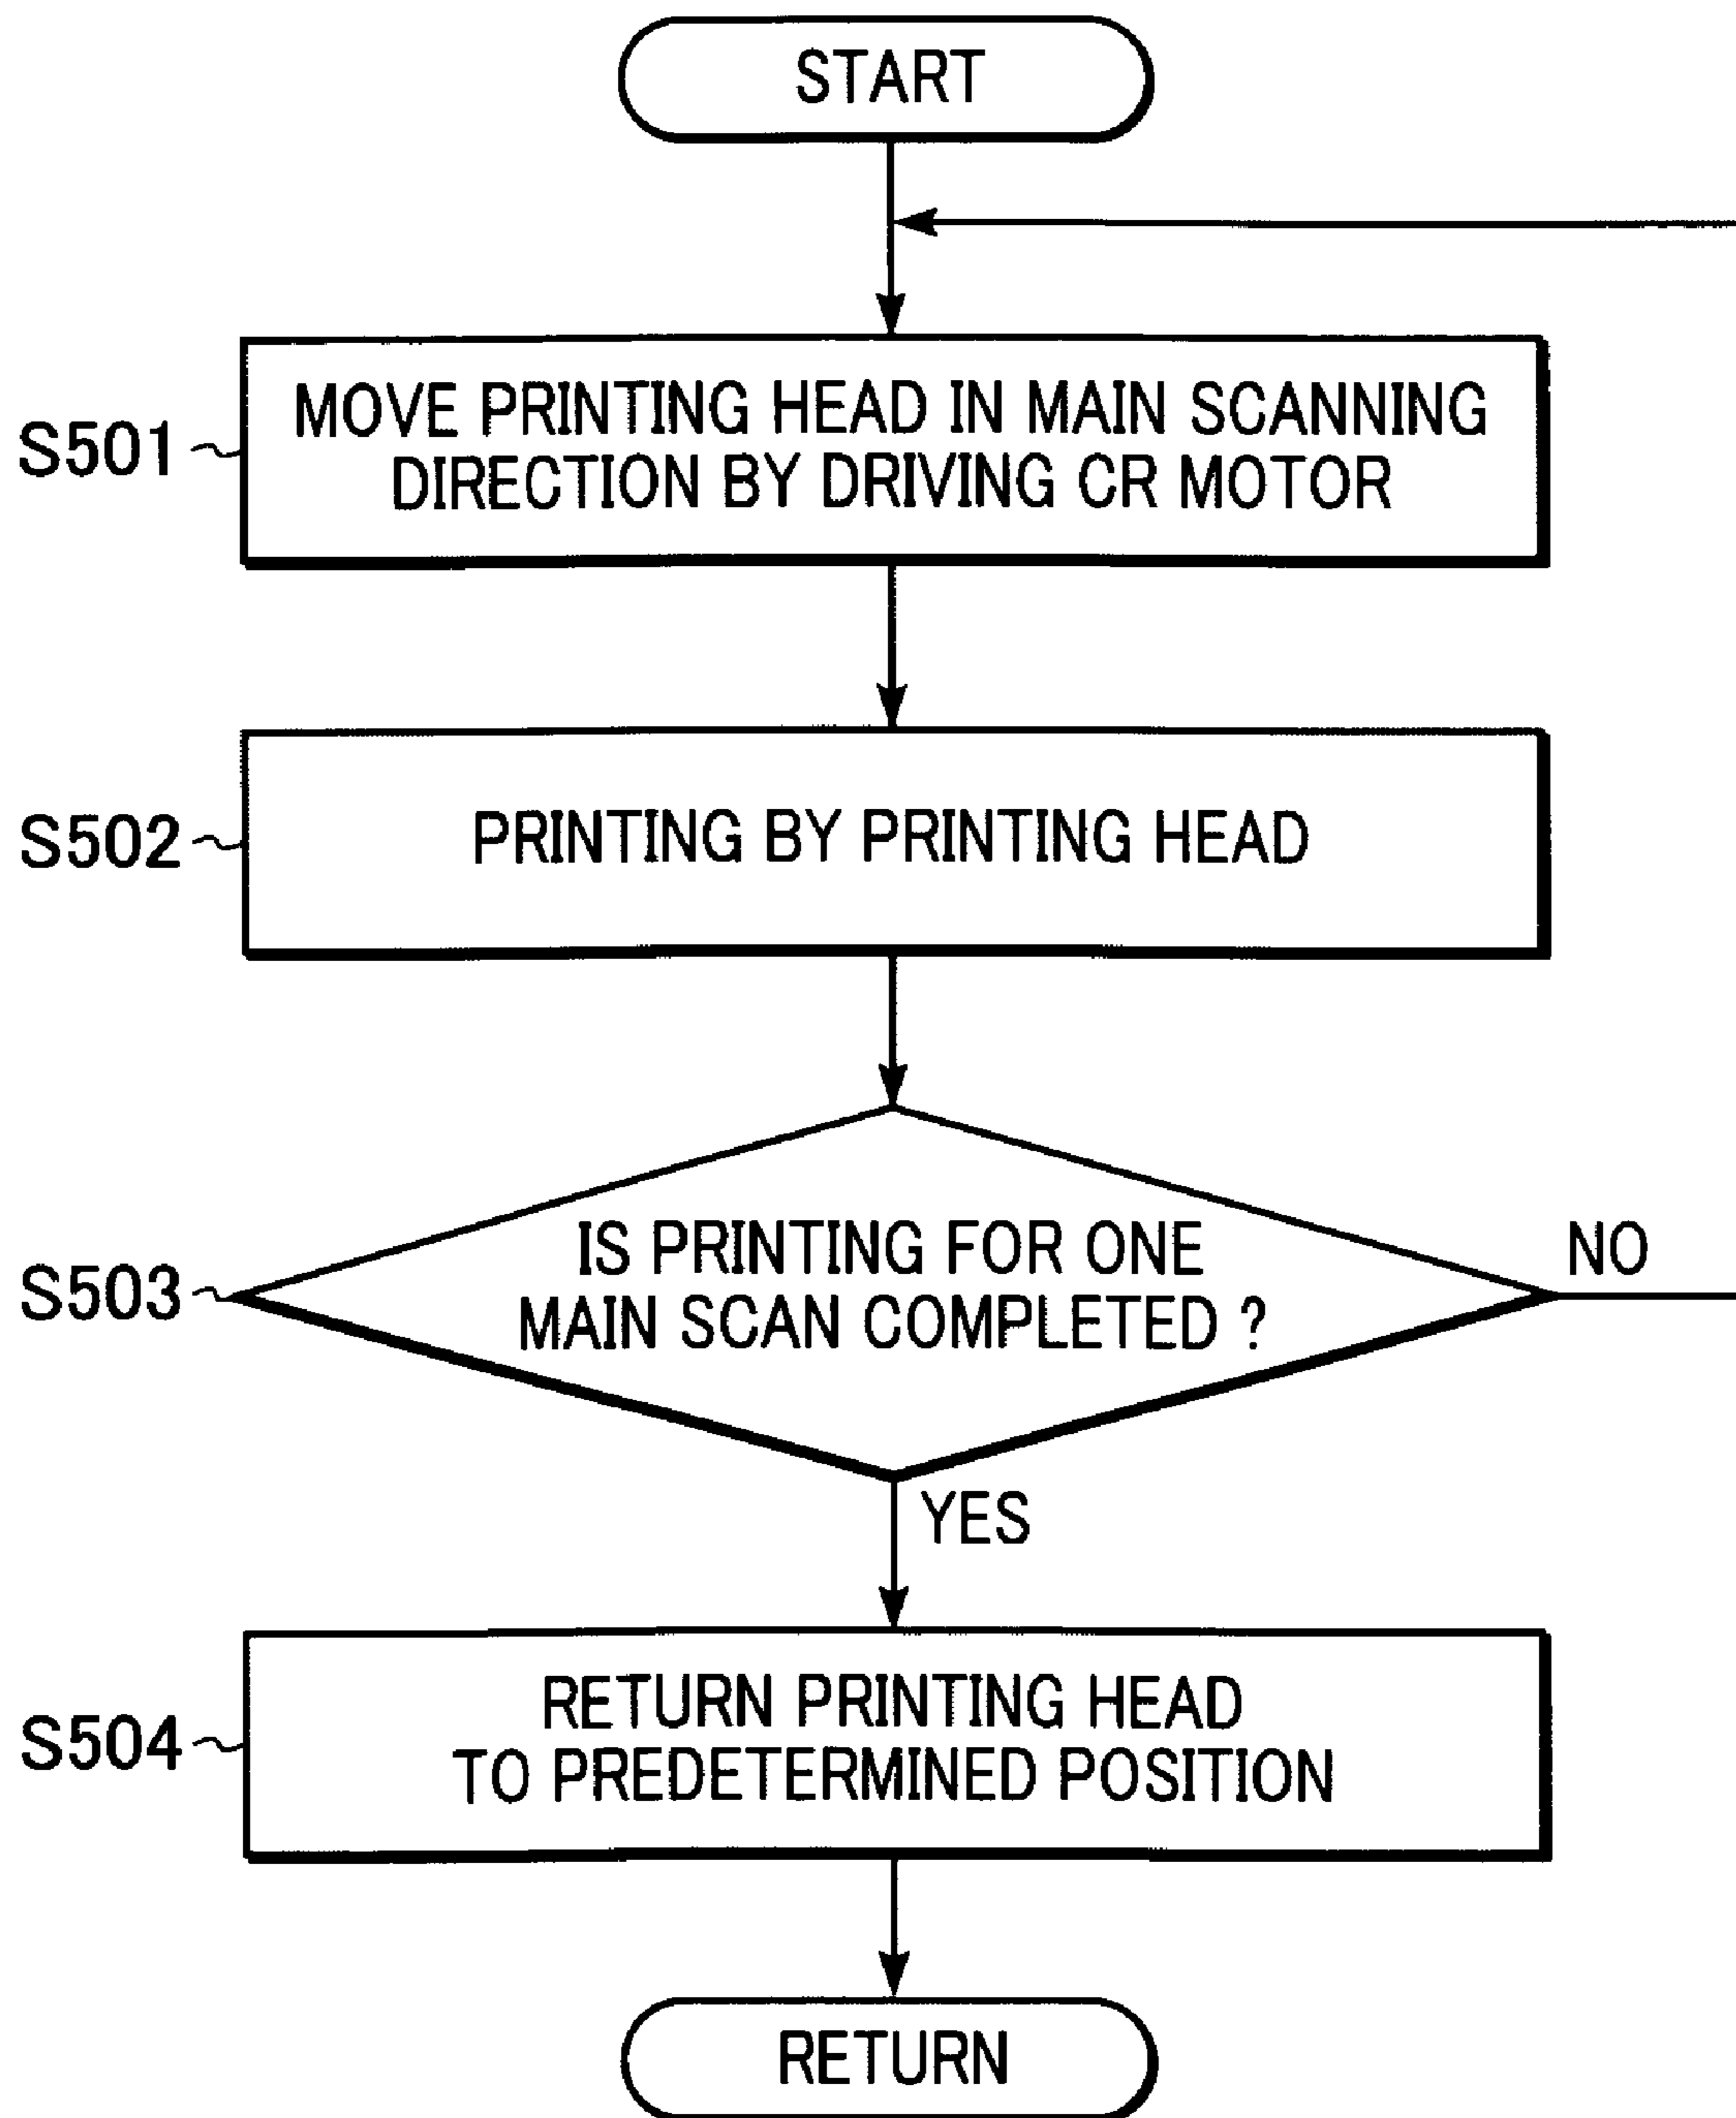 START
S501
MOVE PRINTING HEAD IN MAIN SCANNING
DIRECTION BY DRIVING CR MOTOR
S502
PRINTING BY PRINTING HEAD
S503
IS PRINTING FOR ONE
MAIN SCAN COMPLETED ?
NO
YES
S504
RETURN PRINTING HEAD
TO PREDETERMINED POSITION
RETURN